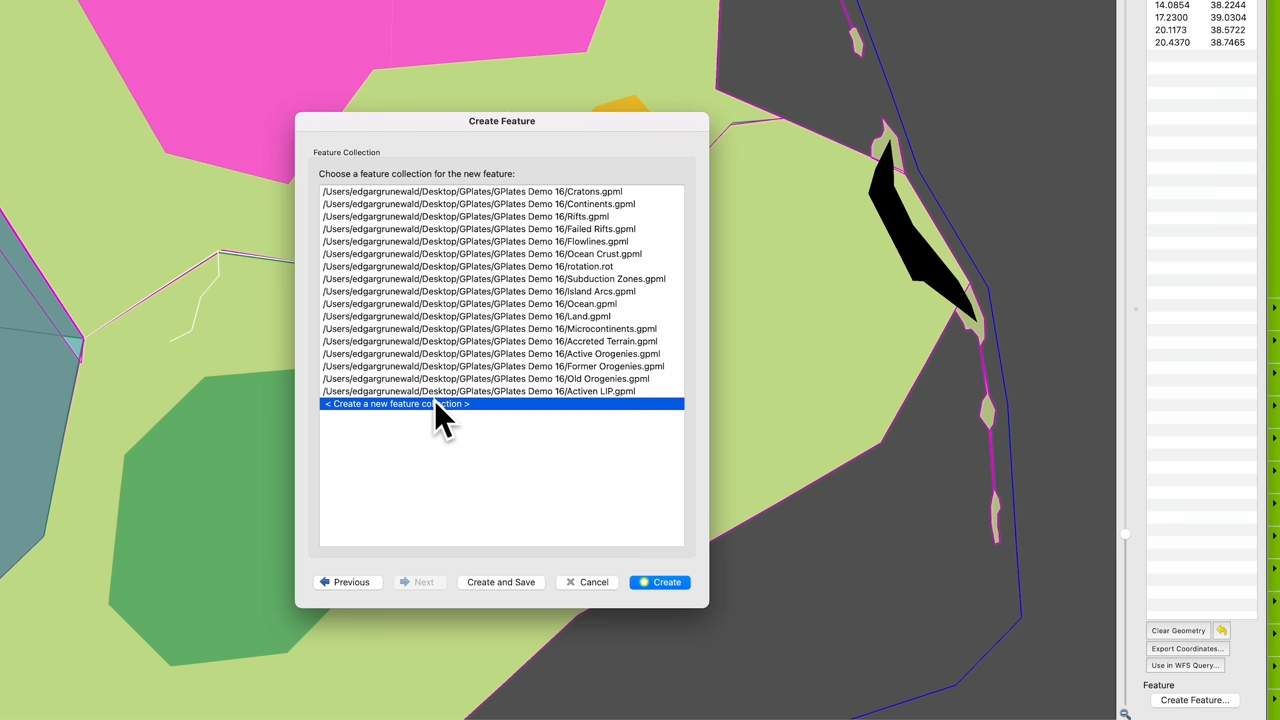 14.0854 38.2244
17.2300 39.0304
20.1173 38.5722
20.4370 38.7465
Create Feature
Feature Collection
Choose a feature collection for the new feature:
/Users/edgargrunewald/Desktop/GPlates/GPlates Demo 16/Cratons.gpml
/Users/edgargrunewald/Desktop/GPlates/GPlates Demo 16/Continents.gpml
/Users/edgargrunewald/Desktop/GPlates/GPlates Demo 16/Rifts.gpml
/Users/edgargrunewald/Desktop/GPlates/GPlates Demo 16/Failed Rifts.gpml
/Users/edgargrunewald/Desktop/GPlates/GPlates Demo 16/Flowlines.gpml
/Users/edgargrunewald/Desktop/GPlates/GPlates Demo 16/Ocean Crust.gpml
/Users/edgargrunewald/Desktop/GPlates/GPlates Demo 16/rotation.rot
/Users/edgargrunewald/Desktop/GPlates/GPlates Demo 16/Subduction Zones.gpml
/Users/edgargrunewald/Desktop/GPlates/GPlates Demo 16/Island Arcs.gpml
/Users/edgargrunewald/Desktop/GPlates/GPlates Demo 16/Ocean.gpml
/Users/edgargrunewald/Desktop/GPlates/GPlates Demo 16/Land.gpml
/Users/edgargrunewald/Desktop/GPlates/GPlates Demo 16/Microcontinents.gpml
/Users/edgargrunewald/Desktop/GPlates/GPlates Demo 16/Accreted Terrain.gpml
/Users/edgargrunewald/Desktop/GPlates/GPlates Demo 16/Active Orogenies.gpml
/Users/edgargrunewald/Desktop/GPlates/GPlates Demo 16/Former Orogenies.gpml
/Users/edgargrunewald/Desktop/GPlates/GPlates Demo 16/Old Orogenies.gpml
/Users/edgargrunewald/Desktop/GPlates/GPlates Demo 16/Activen LIP.gpml
< Create a new feature collection >
Previous Next Create and Save Cancel Create
Clear Geometry
Export Coordinates...
Use in WFS Query...
Feature
Create Feature...